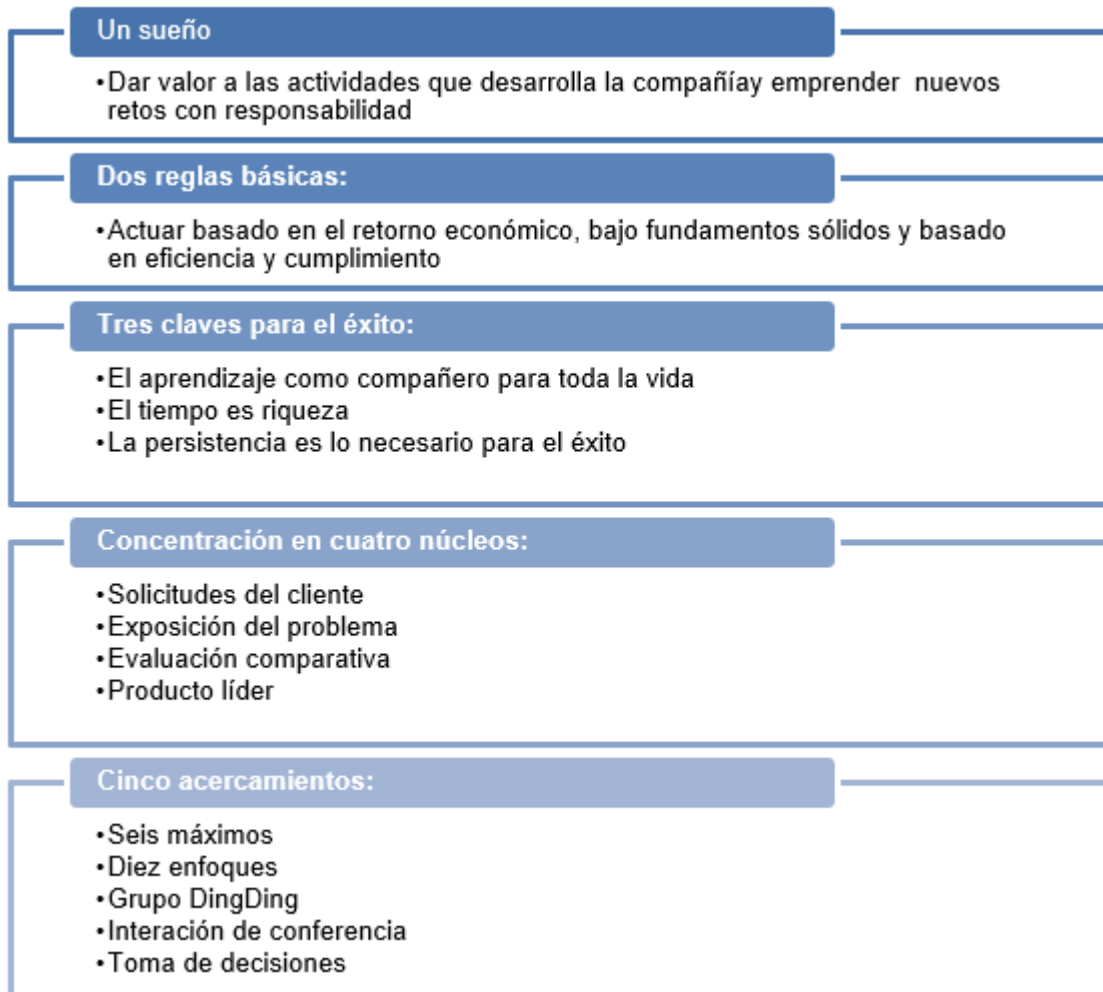 Un sueño
•Dar valor a las actividades que desarrolla la compañíay emprender nuevos
retos con responsabilidad
Dos reglas básicas:
•Actuar basado en el retorno económico, bajo fundamentos sólidos y basado
en eficiencia y cumplimiento
Tres claves para el éxito:
•El aprendizaje como compañero para toda la vida
•El tiempo es riqueza
•La persistencia es lo necesario para el éxito
Concentración en cuatro núcleos:
•Solicitudes del cliente
•Exposición del problema
•Evaluación comparativa
•Producto líder
Cinco acercamientos:
•Seis máximos
•Diez enfoques
•Grupo DingDing
•Interación de conferencia
•Toma de decisiones